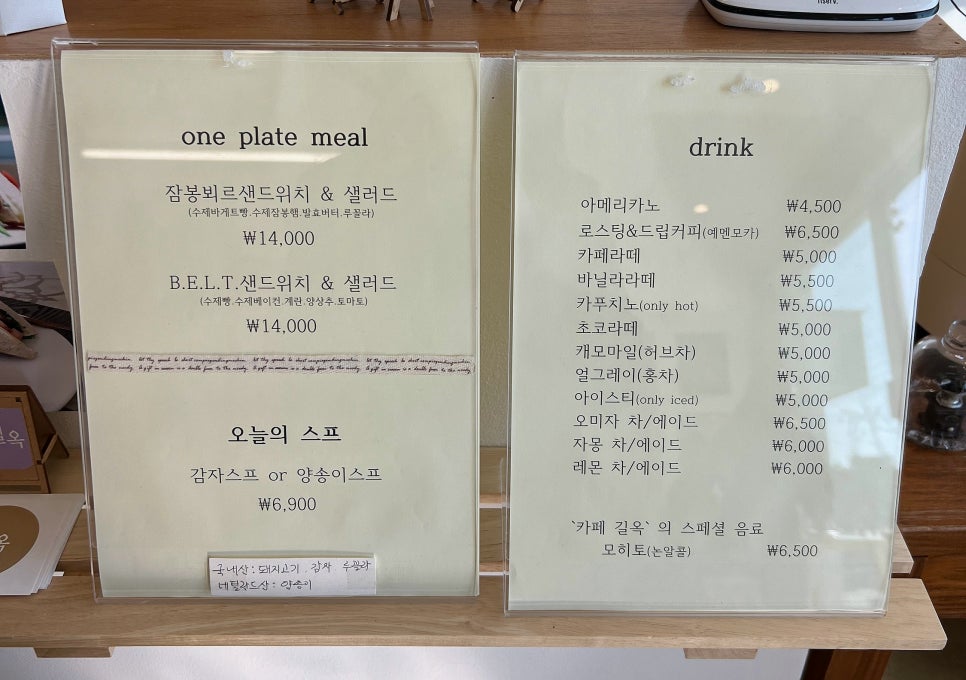 one plate meal
잠봉뵈르샌드위치 & 샐러드
(수제바게트빵.수제잠봉햄.발효버터.루꼴라)
₩14,000
B.E.L.T.샌드위치 & 샐러드
(수제빵.수제베이컨.계란.양상추.토마토)
₩14,000
오늘의 스프
감자스프 or 양송이스프
₩6,900
국내산 : 돼지고기. 감짜 루꼴라
네덜란드산 : 양송이
drink
아메리카노 ₩4,500
로스팅&드립커피(예멘모카) ₩6,500
카페라떼 ₩5,000
바닐라라떼 ₩5,500
카푸치노(only hot) ₩5,500
초코라떼 ₩5,000
캐모마일(허브차) ₩5,000
얼그레이(홍차) ₩5,000
아이스티(only iced) ₩5,000
오미자 차/에이드 ₩6,500
자몽 차/에이드 ₩6,000
레몬 차/에이드 ₩6,000
`카페 길옥` 의 스페셜 음료
모히토(논알콜) ₩6,500